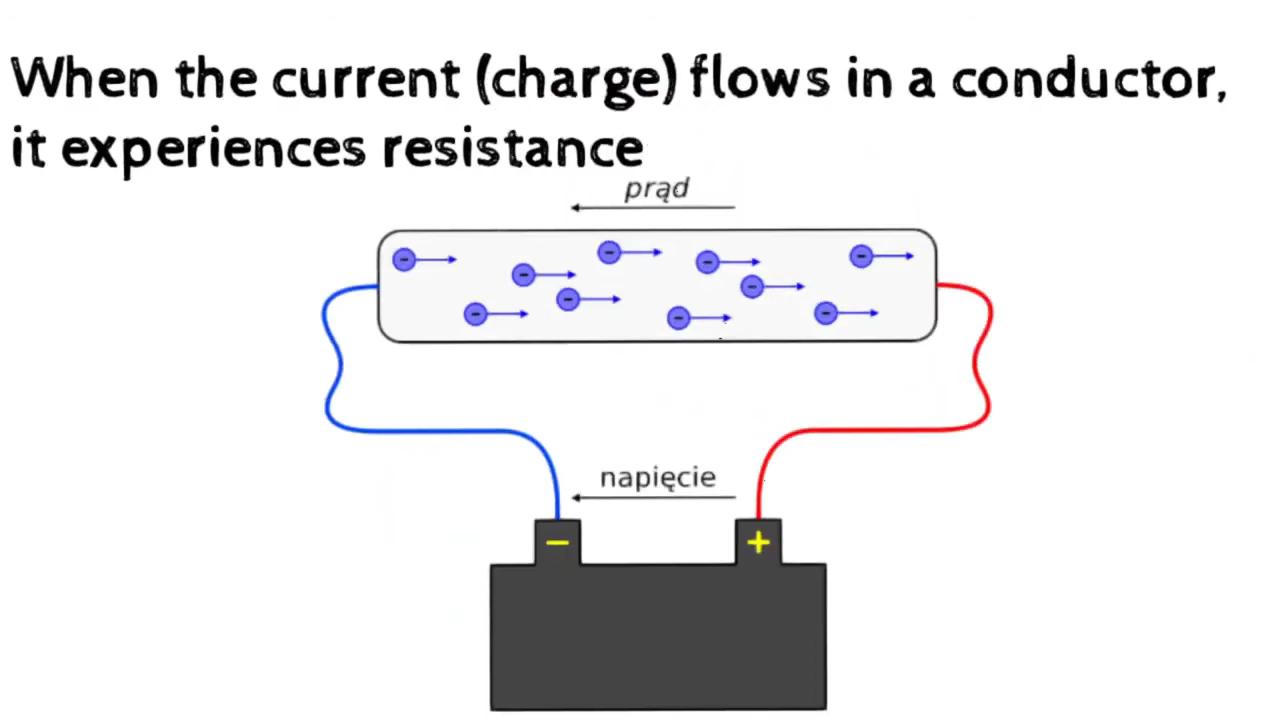 When the current (charge) flows in a conductor,
it experiences resistance
prąd
- - - - - - - - - -
napięcie
− +